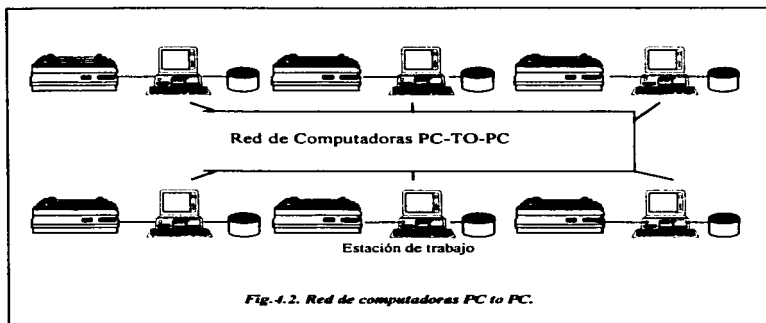 Red de Computadoras PC-TO-PC
Estación de trabajo
Fig.4.2. Red de computadoras PC to PC.